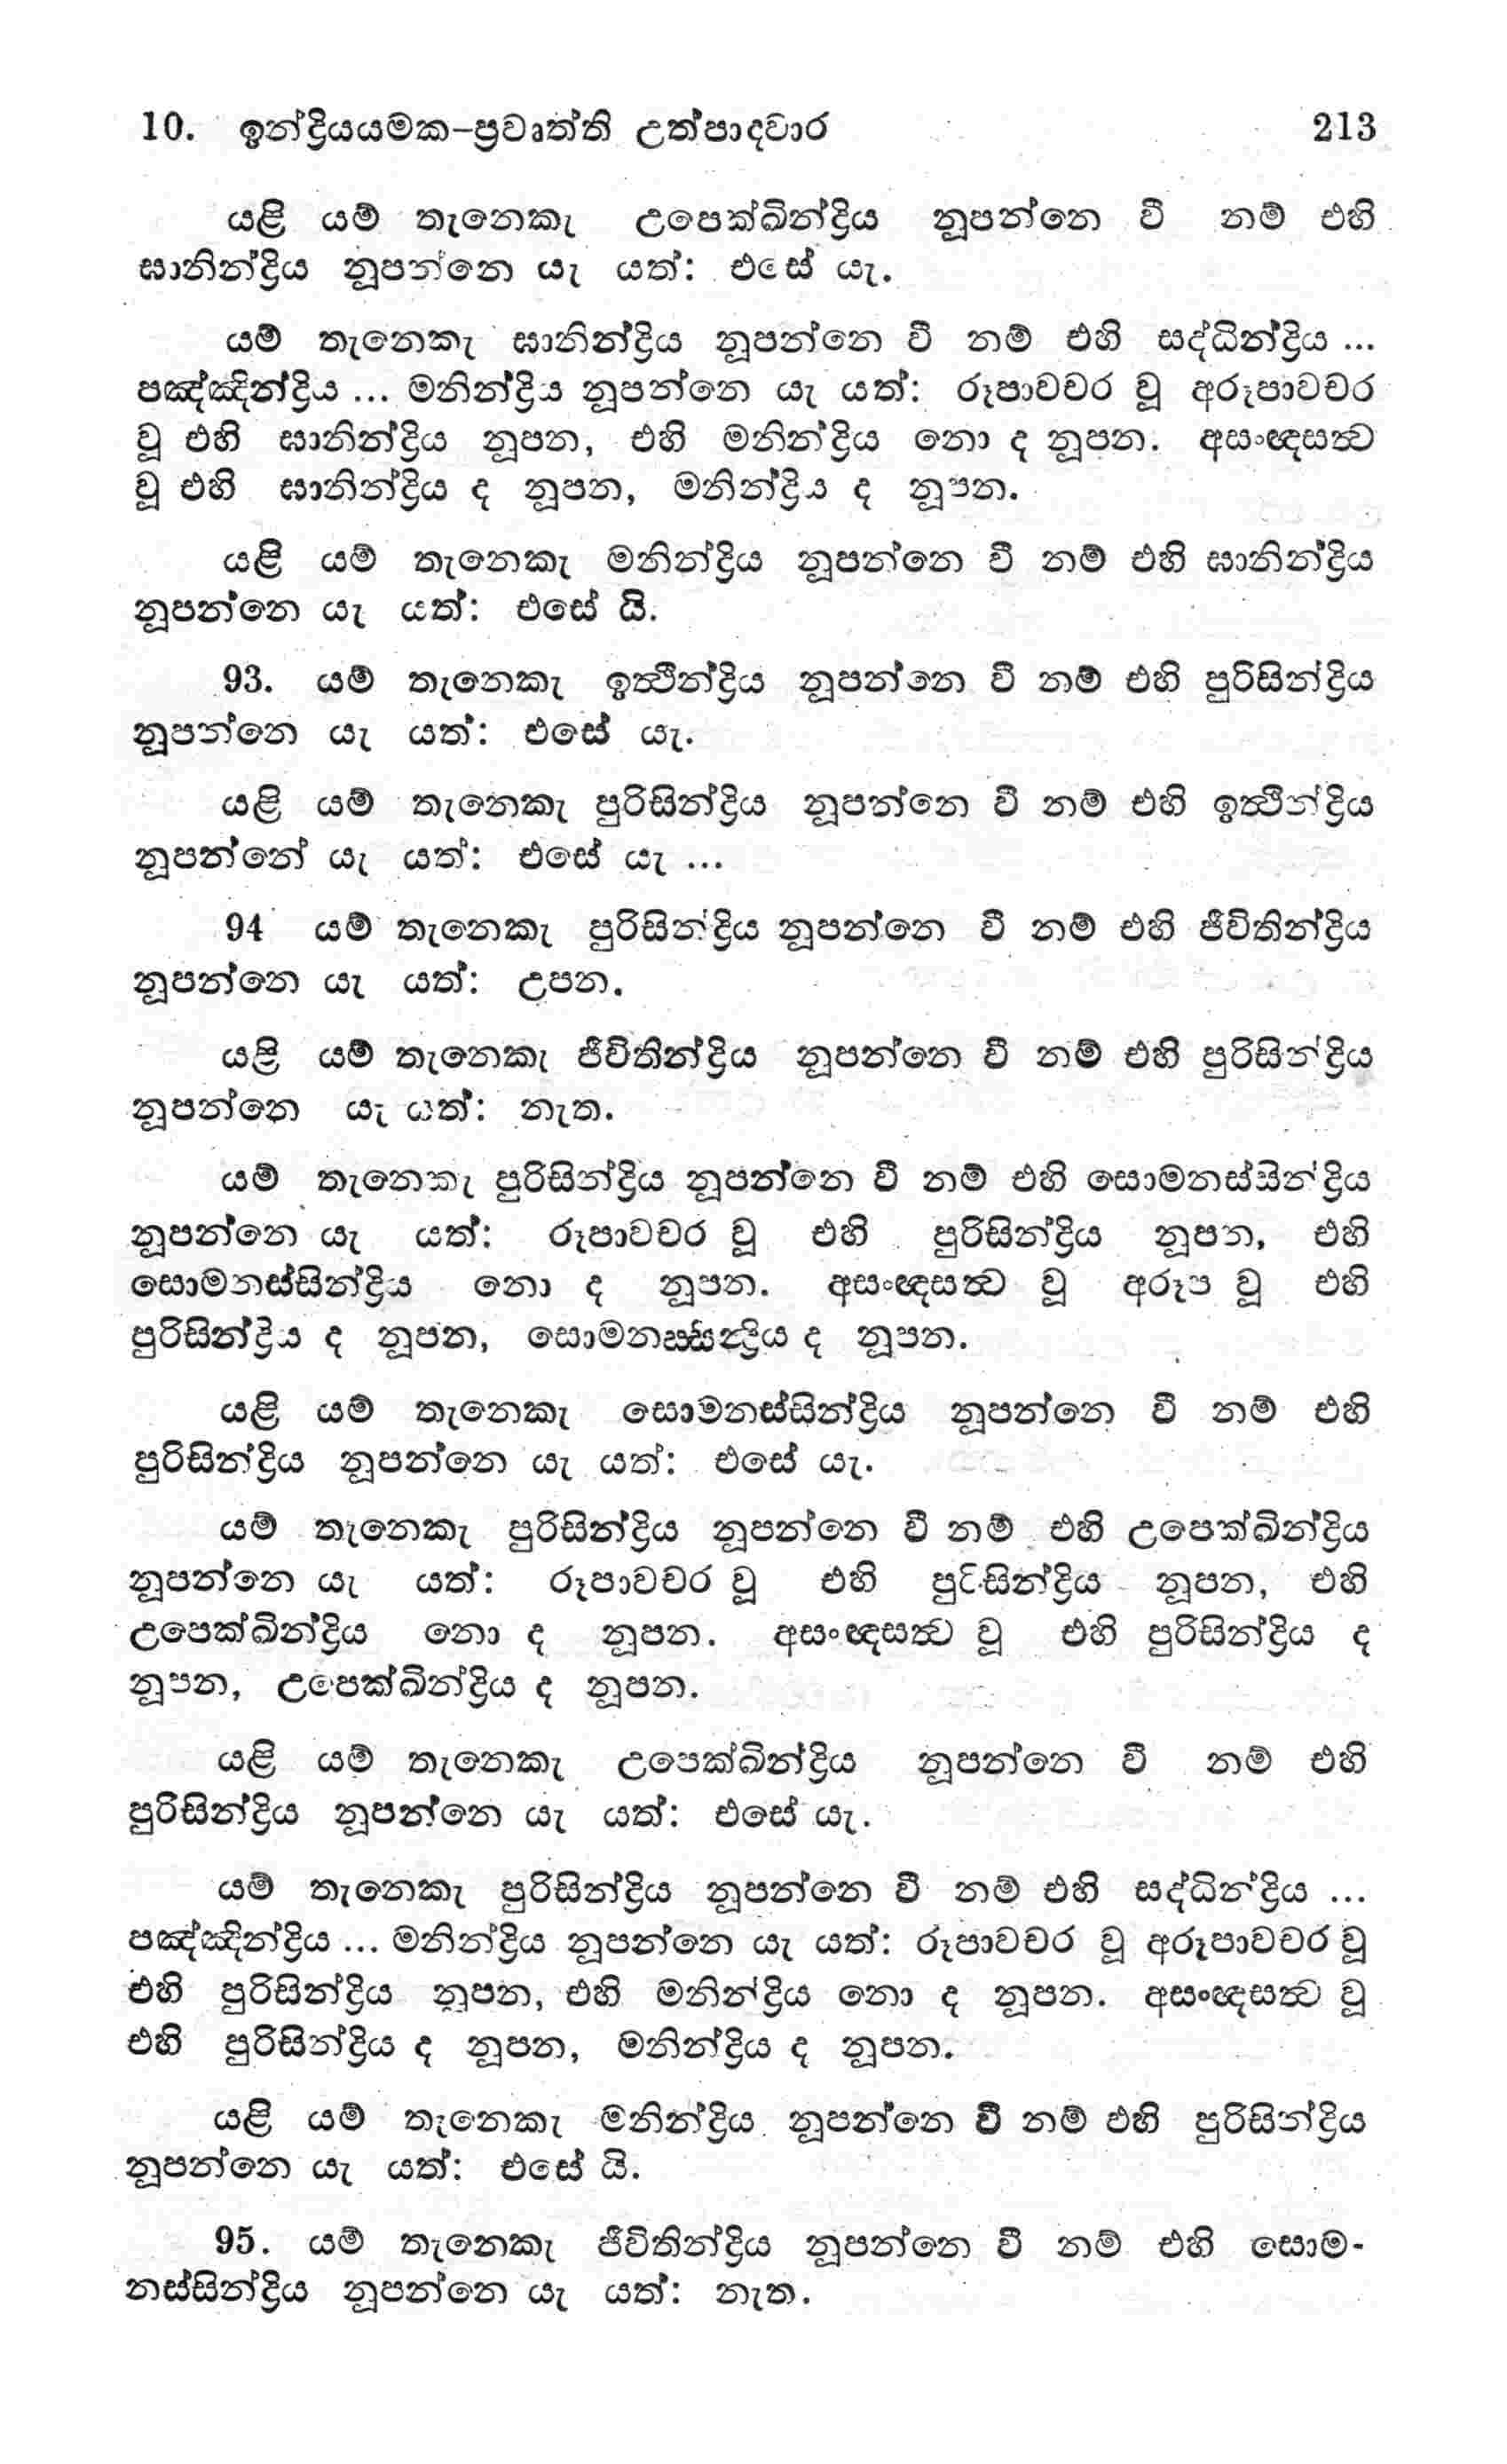 10. ඉන්ද්‍රියයමක-ප්‍රවෘත්ති උත්පාදවාර 213
යළි යම් තැනෙකැ උපෙක්ඛින්ද්‍රිය නූපන්නෙ වී නම් එහි
ඝානින්ද්‍රිය නූපන්නෙ යැ යත්: එසේ යැ.
යම් තැනෙකැ ඝානින්ද්‍රිය නූපන්නෙ වී නම් එහි සද්ධින්ද්‍රිය ...
පඤ්ඤින්ද්‍රිය ... මනින්ද්‍රිය නූපන්නෙ යැ යත්: රූපාවචර වූ අරූපාවචර
වූ එහි ඝානින්ද්‍රිය නූපන, එහි මනින්ද්‍රිය නො ද නූපන. අසංඥසත්‍ව
වූ එහි ඝානින්ද්‍රිය ද නූපන, මනින්ද්‍රිය ද නූපන.
යළි යම් තැනෙකැ මනින්ද්‍රිය නූපන්නෙ වී නම් එහි ඝානින්ද්‍රිය
නූපන්නෙ යැ යත්: එසේ යි.
93. යම් තැනෙකැ ඉත්‍ථින්ද්‍රිය නූපන්නෙ වී නම් එහි පුරිසින්ද්‍රිය
නූපන්නෙ යැ යත්: එසේ යැ.
යළි යම් තැනෙකැ පුරිසින්ද්‍රිය නූපන්නෙ වී නම් එහි ඉත්‍ථින්ද්‍රිය
නූපන්නේ යැ යත්: එසේ යැ ...
94 යම් තැනෙකැ පුරිසින්ද්‍රිය නූපන්නෙ වී නම් එහි ජීවිතින්ද්‍රිය
නූපන්නෙ යැ යත්: උපන.
යළි යම් තැනෙකැ ජීවිතින්ද්‍රිය නූපන්නෙ වී නම් එහි පුරිසින්ද්‍රිය
නූපන්නෙ යැ යත්: නැත.
යම් තැනෙකැ පුරිසින්ද්‍රිය නූපන්නෙ වී නම් එහි සොමනස්සින්ද්‍රිය
නූපන්නෙ යැ යත්: රූපාවචර වූ එහි පුරිසින්ද්‍රිය නූපන, එහි
සොමනස්සින්ද්‍රිය නො ද නූපන. අසංඥසත්‍ව වූ අරූප වූ එහි
පුරිසින්ද්‍රිය ද නූපන, සොමනස්සින්ද්‍රිය ද නූපන.
යළි යම් තැනෙකැ සොමනස්සින්ද්‍රිය නූපන්නෙ වී නම් එහි
පුරිසින්ද්‍රිය නූපන්නෙ යැ යත්: එසේ යැ.
යම් තැනෙකැ පුරිසින්ද්‍රිය නූපන්නෙ වී නම් එහි උපෙක්ඛින්ද්‍රිය
නූපන්නෙ යැ යත්: රූපාවචර වූ එහි පුරිසින්ද්‍රිය නූපන, එහි
උපෙක්ඛින්ද්‍රිය නො ද නූපන. අසංඥසත්‍ව වූ එහි පුරිසින්ද්‍රිය ද
නූපන, උපෙක්ඛින්ද්‍රිය ද නූපන.
යළි යම් තැනෙකැ උපෙක්ඛින්ද්‍රිය නූපන්නෙ වී නම් එහි
පුරිසින්ද්‍රිය නූපන්නෙ යැ යත්: එසේ යැ.
යම් තැනෙකැ පුරිසින්ද්‍රිය නූපන්නෙ වී නම් එහි සද්ධින්ද්‍රිය ...
පඤ්ඤින්ද්‍රිය ... මනින්ද්‍රිය නූපන්නෙ යැ යත්: රූපාවචර වූ අරූපාවචර වූ
එහි පුරිසින්ද්‍රිය නූපන, එහි මනින්ද්‍රිය නො ද නූපන. අසංඥසත්‍ව වූ
එහි පුරිසින්ද්‍රිය ද නූපන, මනින්ද්‍රිය ද නූපන.
යළි යම් තැනෙකැ මනින්ද්‍රිය නූපන්නෙ වී නම් එහි පුරිසින්ද්‍රිය
නූපන්නෙ යැ යත්: එසේ යි.
95. යම් තැනෙකැ ජීවිතින්ද්‍රිය නූපන්නෙ වී නම් එහි සොම-
නස්සින්ද්‍රිය නූපන්නෙ යැ යත්: නැත.